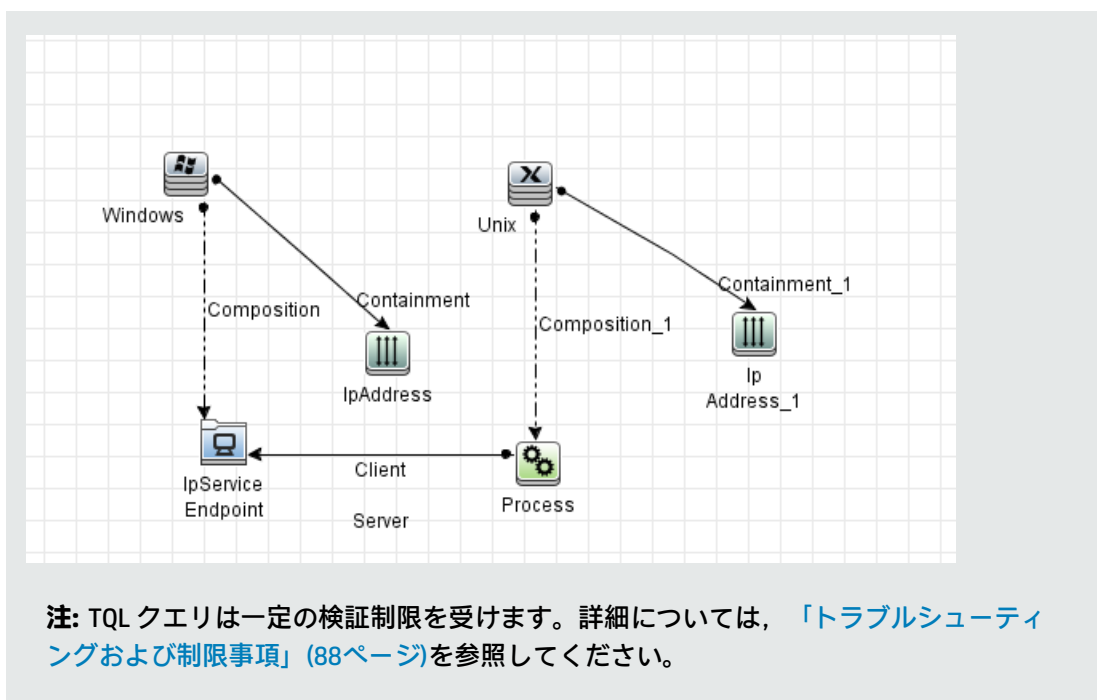 Windows
Unix
Composition
Containment
Composition_1
Containment_1
IpAddress
Ip
Address_1
IpService
Endpoint
Client
Server
Process
注: TQL クエリは一定の検証制限を受けます。詳細については, 「トラブルシューティ
ングおよび制限事項」(88ページ)を参照してください。